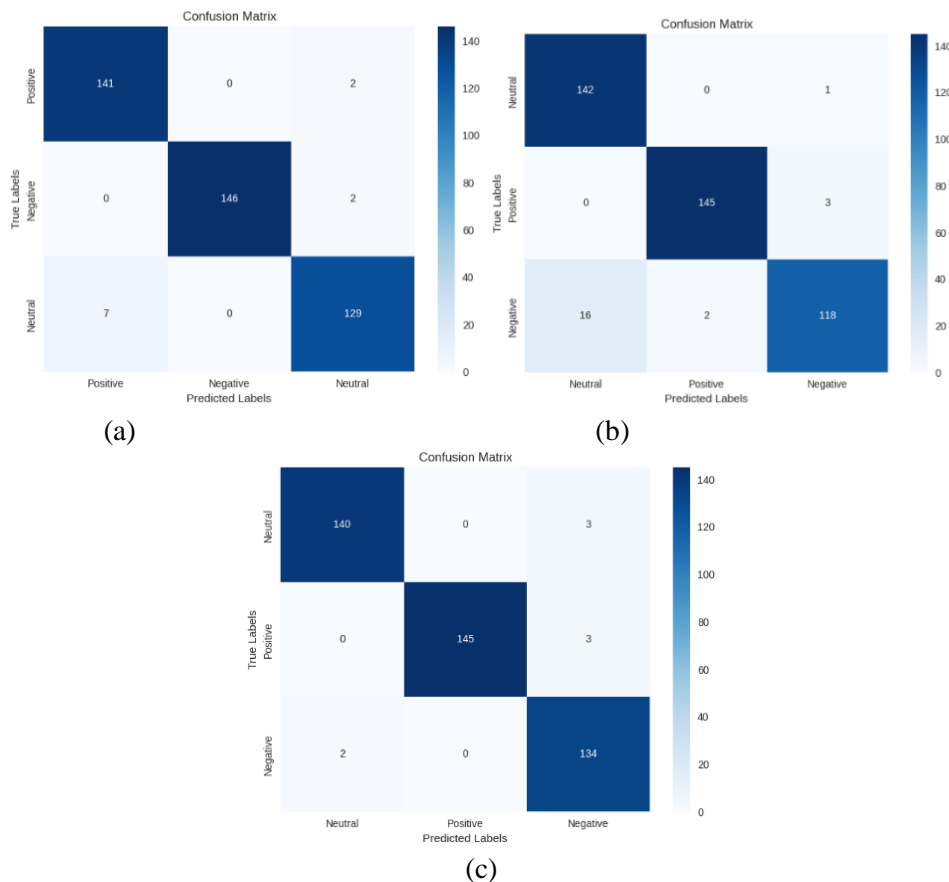 Confusion Matrix
True Labels
Positive
Negative
Neutral
141 0 2
0 146 2
7 0 129
Positive Negative Neutral
Predicted Labels
140
120
100
80
60
40
20
0
(a)
Confusion Matrix
True Labels
Neutral
Positive
Negative
142 0 1
0 145 3
16 2 118
Neutral Positive Negative
Predicted Labels
140
120
100
80
60
40
20
0
(b)
Confusion Matrix
True Labels
Neutral
Positive
Negative
140 0 3
0 145 3
2 0 134
Neutral Positive Negative
Predicted Labels
140
120
100
80
60
40
20
0
(c)